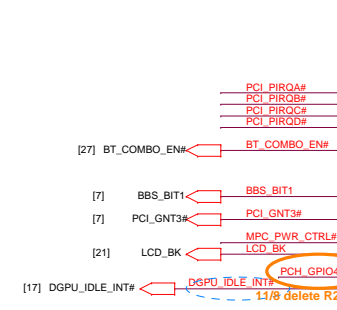 PCI_PIRQA#
PCI_PIRQB#
PCI_PIRQC#
PCI_PIRQD#
[27] BT_COMBO_EN# BT_COMBO_EN#
[7] BBS_BIT1 BBS_BIT1
[7] PCI_GNT3# PCI_GNT3#
MPC_PWR_CTRL#
[21] LCD_BK LCD_BK
PCH_GPIO4
[17] DGPU_IDLE_INT# DGPU_IDLE_INT#
11/8 delete R2